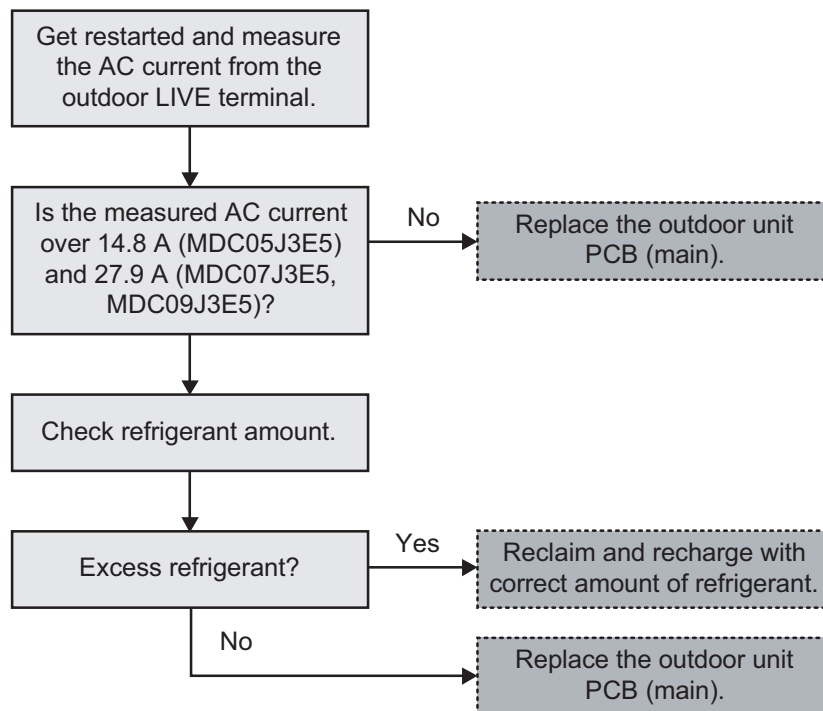 Get restarted and measure
the AC current from the
outdoor LIVE terminal.
Is the measured AC current
over 14.8 A (MDC05J3E5)
and 27.9 A (MDC07J3E5,
MDC09J3E5)?
No
Replace the outdoor unit
PCB (main).
Check refrigerant amount.
Excess refrigerant?
Yes
Reclaim and recharge with
correct amount of refrigerant.
No
Replace the outdoor unit
PCB (main).